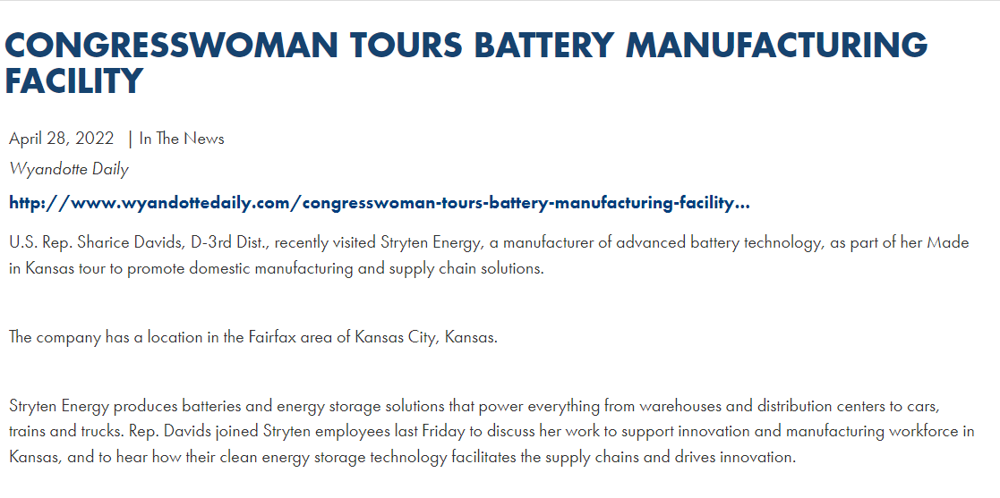 CONGRESSWOMAN TOURS BATTERY MANUFACTURING
FACILITY
April 28, 2022 | In The News
Wyandotte Daily
http://www.wyandottedaily.com/congresswoman-tours-battery-manufacturing-facility...
U.S. Rep. Sharice Davids, D-3rd Dist., recently visited Stryten Energy, a manufacturer of advanced battery technology, as part of her Made
in Kansas tour to promote domestic manufacturing and supply chain solutions.
The company has a location in the Fairfax area of Kansas City, Kansas.
Stryten Energy produces batteries and energy storage solutions that power everything from warehouses and distribution centers to cars,
trains and trucks. Rep. Davids joined Stryten employees last Friday to discuss her work to support innovation and manufacturing workforce in
Kansas, and to hear how their clean energy storage technology facilitates the supply chains and drives innovation.